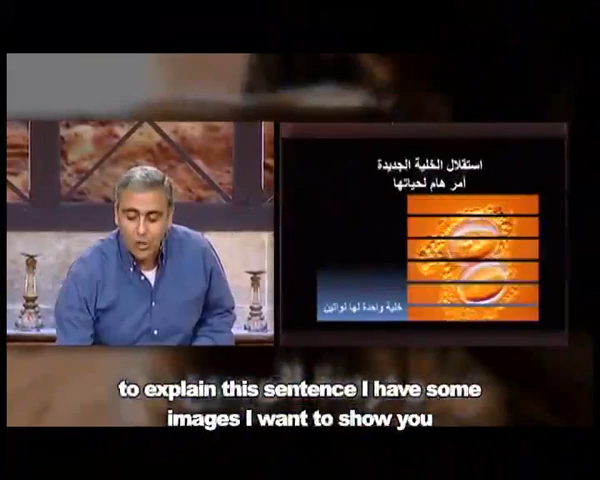 استقلال الخلية الجديدة
أمر هام لحياتها
خلية واحدة لها نواتين
to explain this sentence I have some
images I want to show you